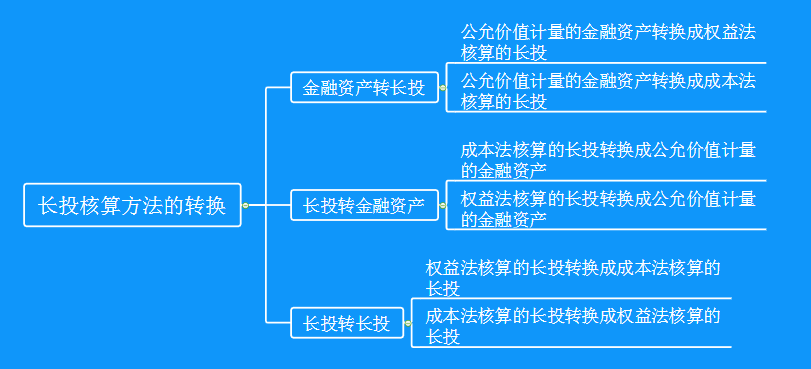 长投核算方法的转换
金融资产转长投
公允价值计量的金融资产转换成权益法
核算的长投
公允价值计量的金融资产转换成成本法
核算的长投
长投转金融资产
成本法核算的长投转换成公允价值计量
的金融资产
权益法核算的长投转换成公允价值计量
的金融资产
长投转长投
权益法核算的长投转换成成本法核算的
长投
成本法核算的长投转换成权益法核算的
长投